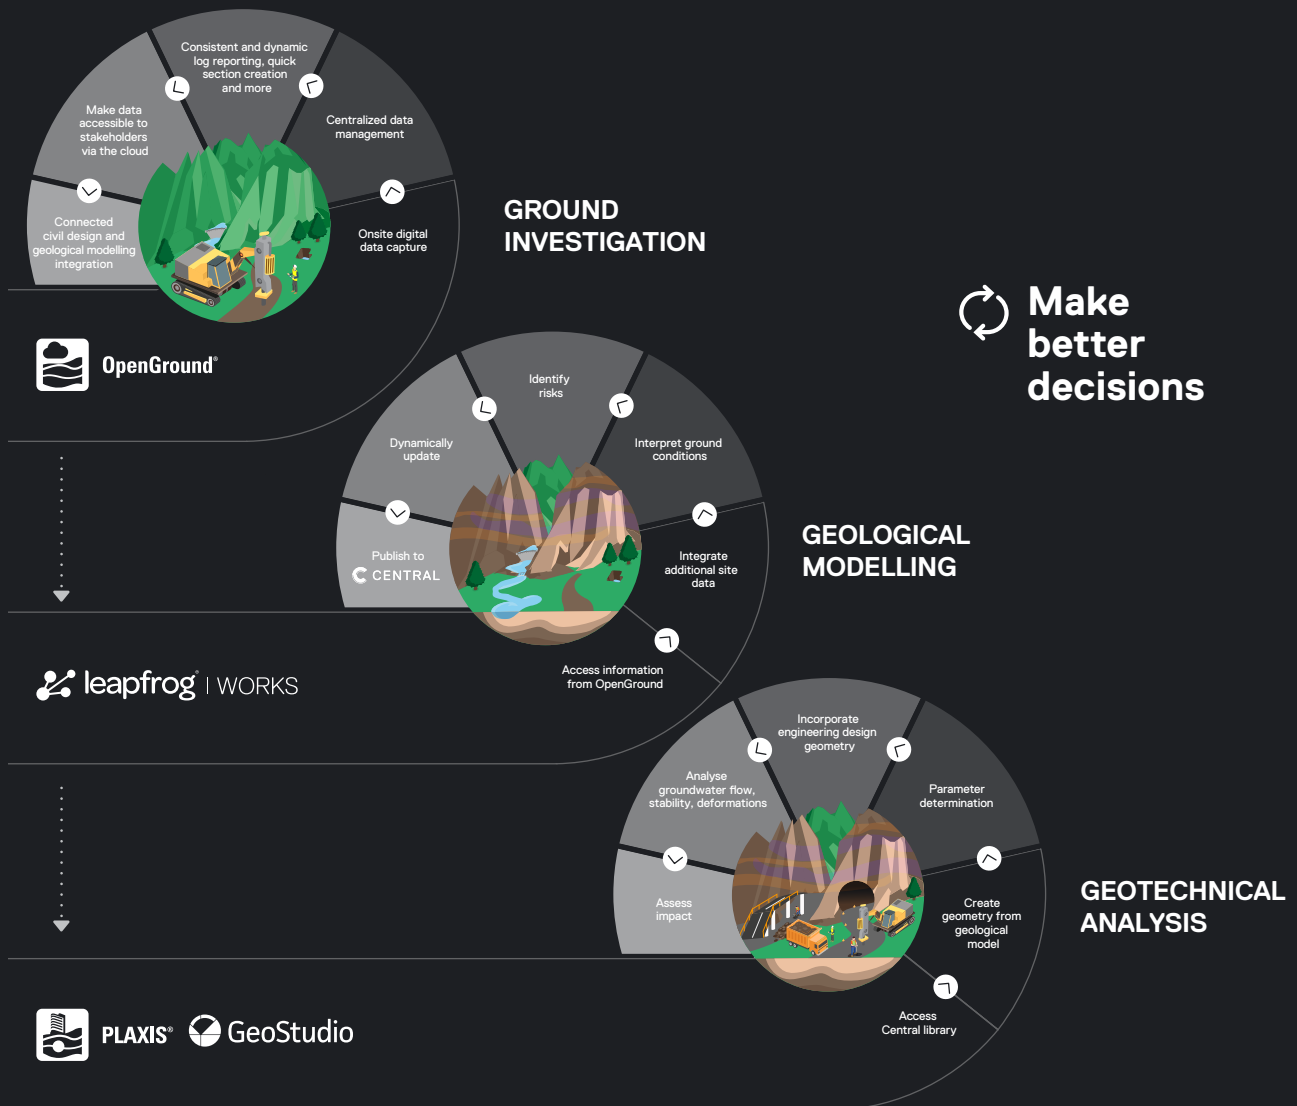 Consistent and dynamic
log reporting, quick
section creation
and more
Make data
accessible to
stakeholders
via the cloud
Centralized data
management
Connected
civil design and
geological modelling
integration
Onsite digital
data capture
GROUND
INVESTIGATION
OpenGround®
Make
better
decisions
Identify
risks
Dynamically
update
Interpret ground
conditions
Publish to
CENTRAL
Integrate
additional site
data
Access information
from OpenGround
GEOLOGICAL
MODELLING
leapfrog® | WORKS
Incorporate
engineering design
geometry
Analyse
groundwater flow,
stability, deformations
Parameter
determination
Assess
impact
Create
geometry from
geological
model
Access
Central library
GEOTECHNICAL
ANALYSIS
PLAXIS® GeoStudio